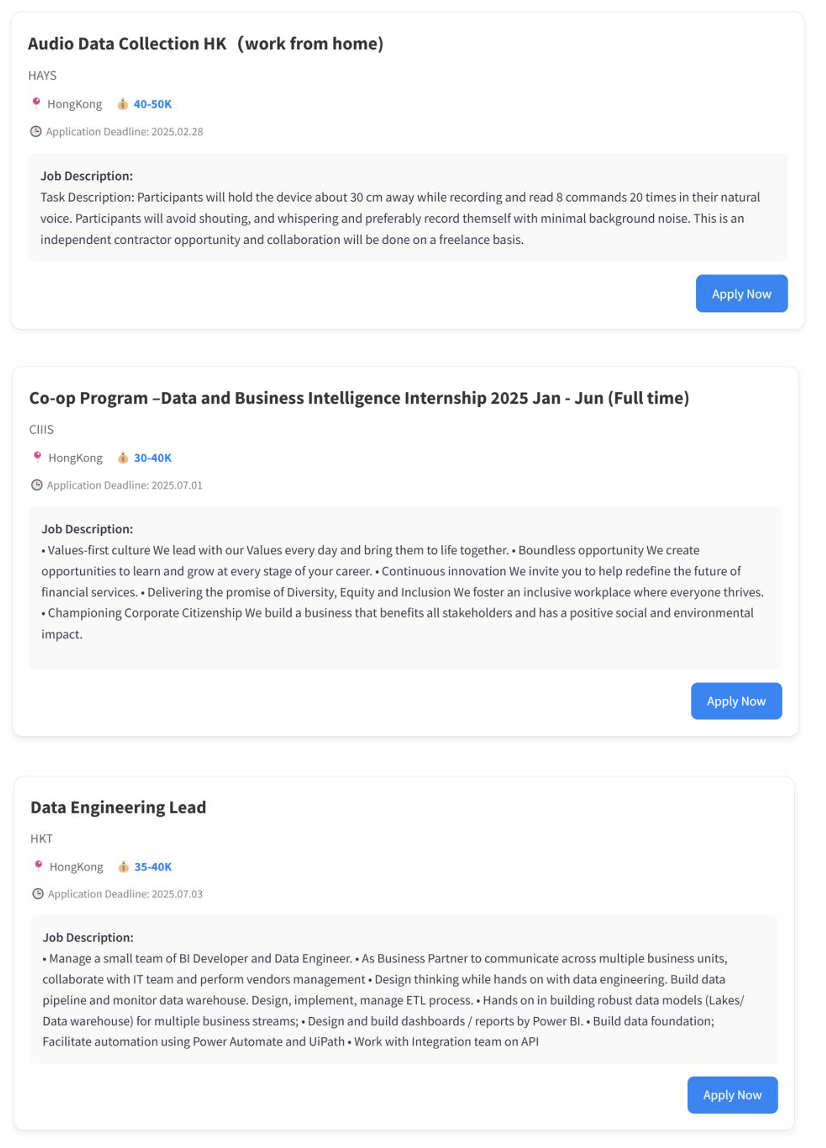 Audio Data Collection HK（work from home)
HAYS
HongKong 40-50K
Application Deadline: 2025.02.28
Job Description:
Task Description: Participants will hold the device about 30 cm away while recording and read 8 commands 20 times in their natural
voice. Participants will avoid shouting, and whispering and preferably record themself with minimal background noise. This is an
independent contractor opportunity and collaboration will be done on a freelance basis.
Apply Now
Co-op Program –Data and Business Intelligence Internship 2025 Jan - Jun (Full time)
CIIIS
HongKong 30-40K
Application Deadline: 2025.07.01
Job Description:
• Values-first culture We lead with our Values every day and bring them to life together. • Boundless opportunity We create
opportunities to learn and grow at every stage of your career. • Continuous innovation We invite you to help redefine the future of
financial services. • Delivering the promise of Diversity, Equity and Inclusion We foster an inclusive workplace where everyone thrives.
• Championing Corporate Citizenship We build a business that benefits all stakeholders and has a positive social and environmental
impact.
Apply Now
Data Engineering Lead
HKT
HongKong 35-40K
Application Deadline: 2025.07.03
Job Description:
• Manage a small team of BI Developer and Data Engineer. • As Business Partner to communicate across multiple business units,
collaborate with IT team and perform vendors management • Design thinking while hands on with data engineering. Build data
pipeline and monitor data warehouse. Design, implement, manage ETL process. • Hands on in building robust data models (Lakes/
Data warehouse) for multiple business streams; • Design and build dashboards / reports by Power BI. • Build data foundation;
Facilitate automation using Power Automate and UiPath • Work with Integration team on API
Apply Now